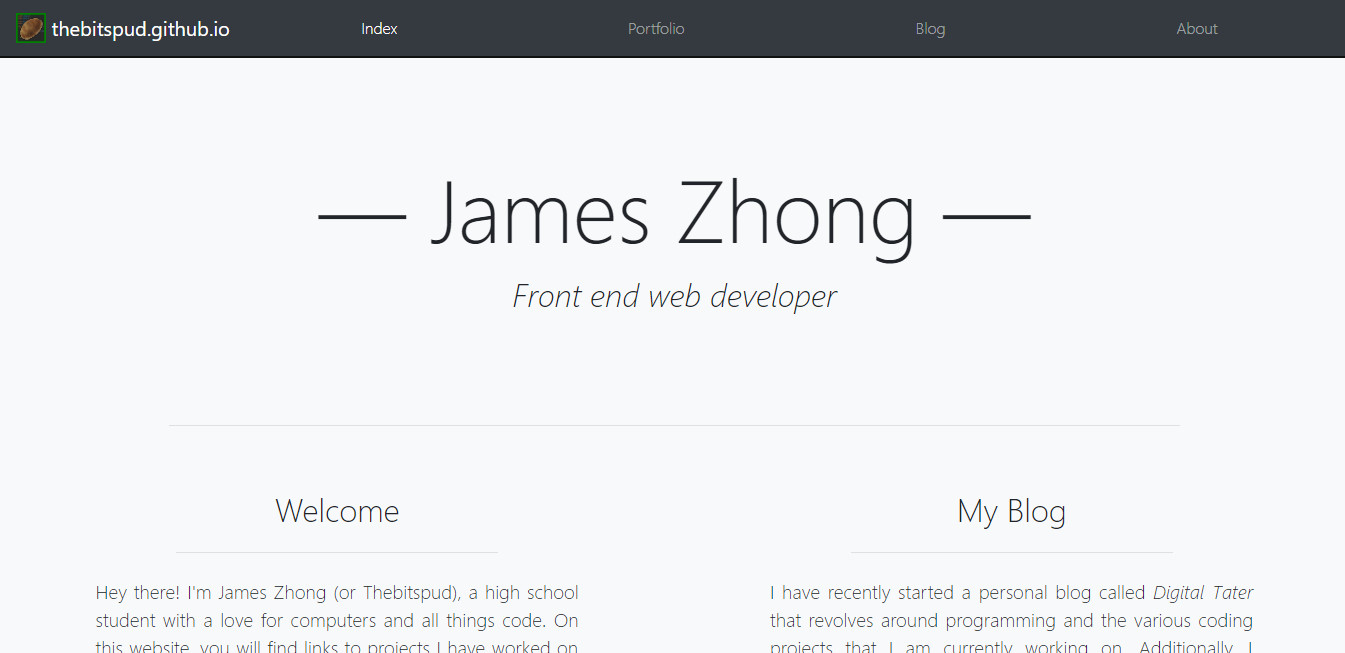 thebitspud.github.io Index Portfolio Blog About
— James Zhong —
Front end web developer
Welcome
Hey there! I'm James Zhong (or Thebitspud), a high school
student with a love for computers and all things code. On
this website, you will find links to projects I have worked on
My Blog
I have recently started a personal blog called Digital Tater
that revolves around programming and the various coding
projects that I am currently working on. Additionally, I